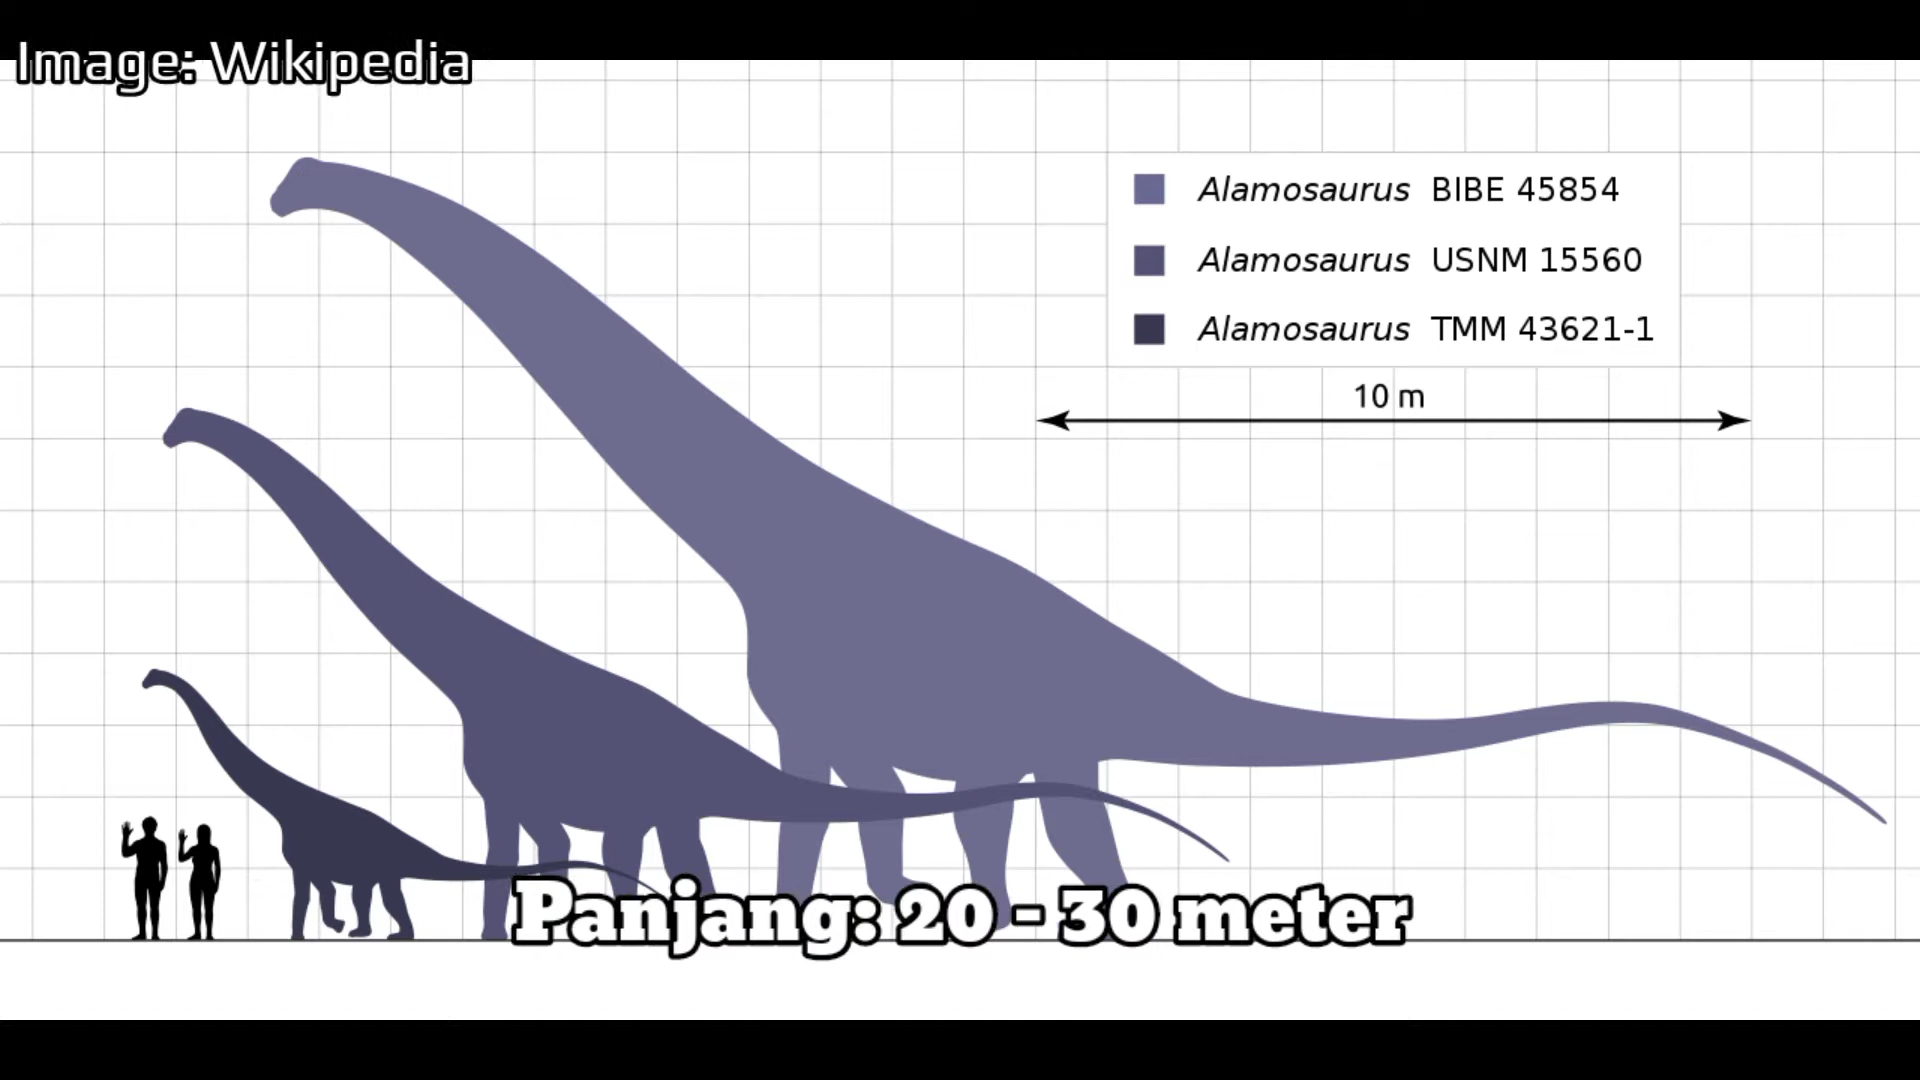 Image: Wikipedia
Alamosaurus BIBE 45854
Alamosaurus USNM 15560
Alamosaurus TMM 43621-1
10 m
Panjang: 20 - 30 meter